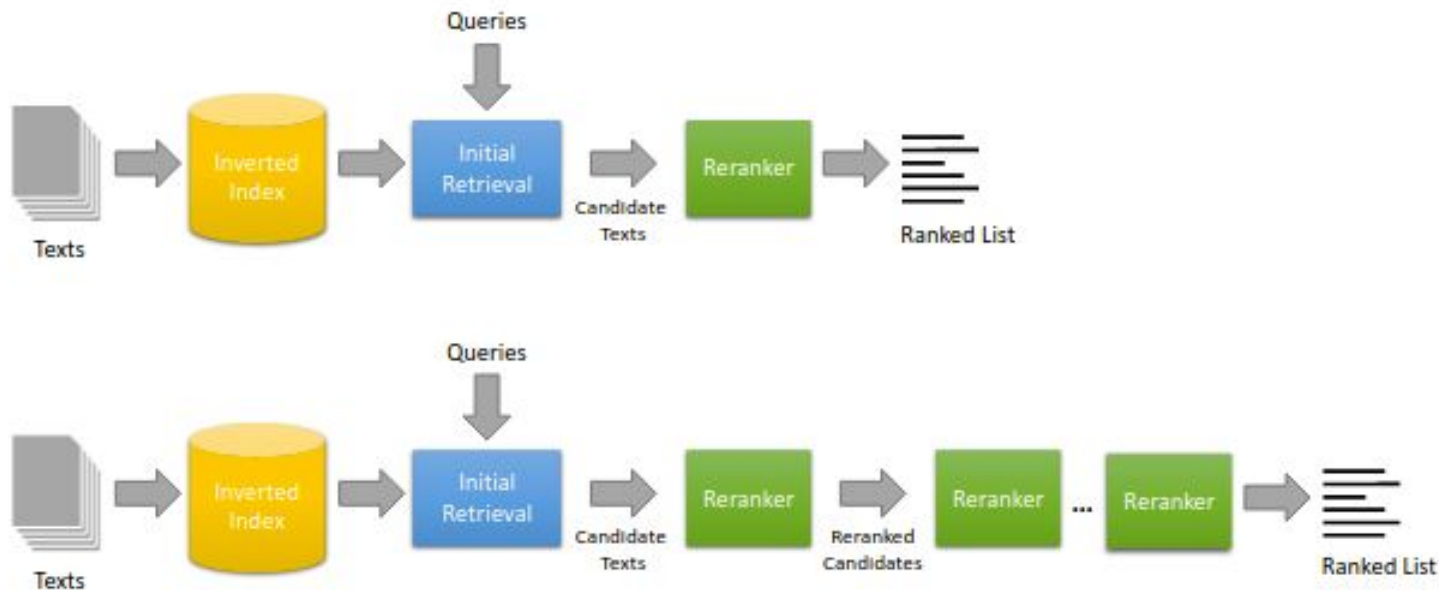 Queries
Inverted
Index
Initial
Retrieval
Reranker
Candidate
Texts
Texts
Ranked List
Queries
Inverted
Index
Initial
Retrieval
Reranker
Reranker
...
Reranker
Candidate
Texts
Reranked
Candidates
Texts
Ranked List